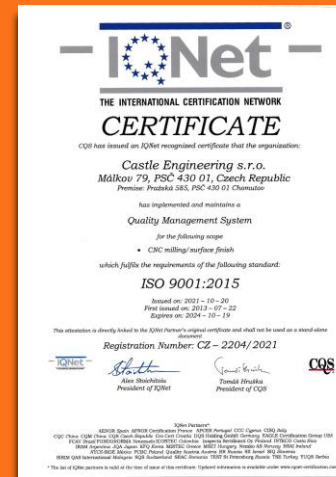 IQNet
®
THE INTERNATIONAL CERTIFICATION NETWORK
CERTIFICATE
CQS has issued an IQNet recognized certificate that the organization:
Castle Engineering s.r.o.
Málkov 79, PSČ 430 01, Czech Republic
Premise: Pražská 585, PSČ 430 01 Chomutov
has implemented and maintains a
Quality Management System
for the following scope
• CNC milling/surface finish
which fulfils the requirements of the following standard:
ISO 9001:2015
Issued on: 2021 – 10 – 20
First issued on: 2013 – 07 – 22
Expires on: 2024 – 10 – 19
This attestation is directly linked to the IQNet Partner's original certificate and shall not be used as a stand-alone
document
Registration Number: CZ – 2204/2021
IQNet
CQS
Alex Stoichitoiu
President of IQNet
Tomáš Hruška
President of CQS
IQNet Partners*: